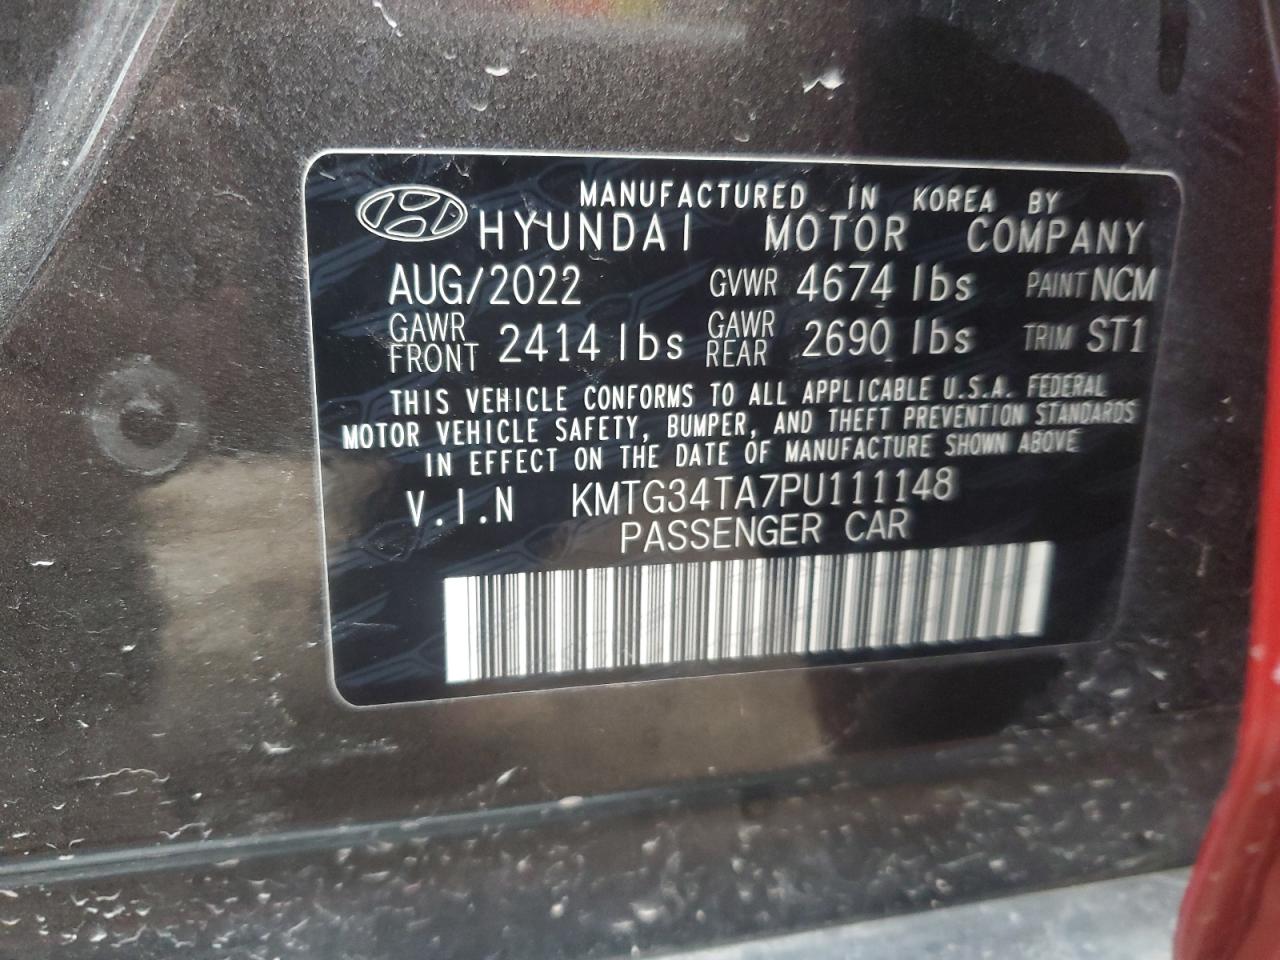 MANUFACTURED IN KOREA BY
HYUNDAI MOTOR COMPANY
AUG/2022 GVWR 4674 lbs PAINT NCM
GAWR FRONT 2414 lbs GAWR REAR 2690 lbs TRIM ST1
THIS VEHICLE CONFORMS TO ALL APPLICABLE U.S.A. FEDERAL
MOTOR VEHICLE SAFETY, BUMPER, AND THEFT PREVENTION STANDARDS
IN EFFECT ON THE DATE OF MANUFACTURE SHOWN ABOVE
V.I.N KMTG34TA7PU111148
PASSENGER CAR